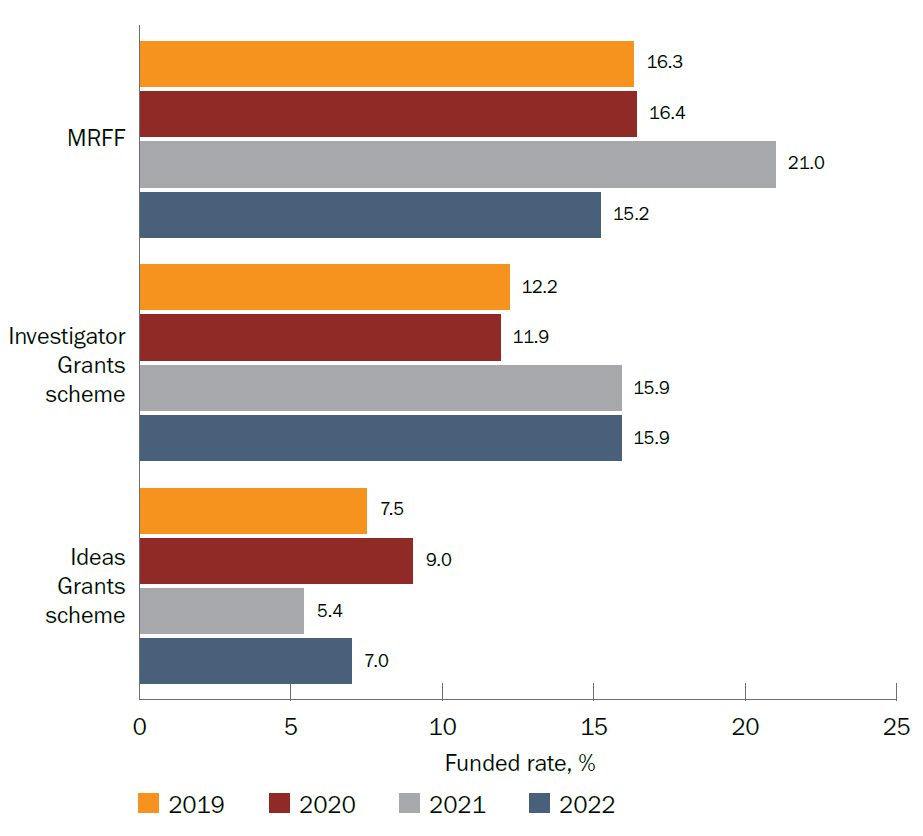 16.3
16.4
MRFF
21.0
15.2
12.2
Investigator
11.9
Grants
scheme
15.9
15.9
7.5
Ideas
9.0
Grants
scheme
5.4
7.0
0 5 10 15 20 25
Funded rate, %
2019 2020 2021 2022